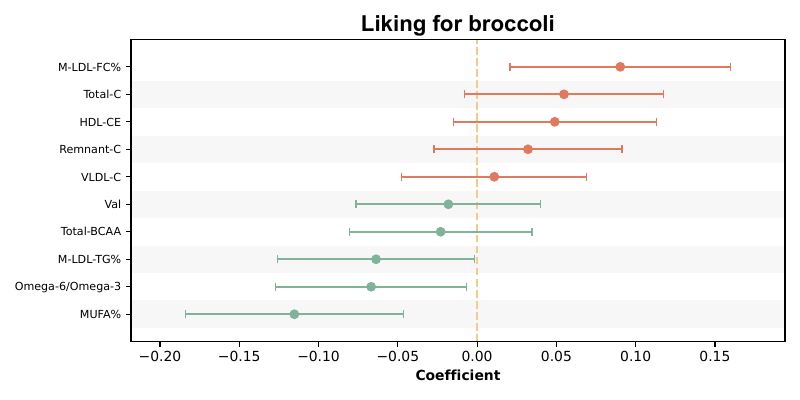 Liking for broccoli
M-LDL-FC%
Total-C
HDL-CE
Remnant-C
VLDL-C
Val
Total-BCAA
M-LDL-TG%
Omega-6/Omega-3
MUFA%
−0.20 −0.15 −0.10 −0.05 0.00 0.05 0.10 0.15
Coefficient